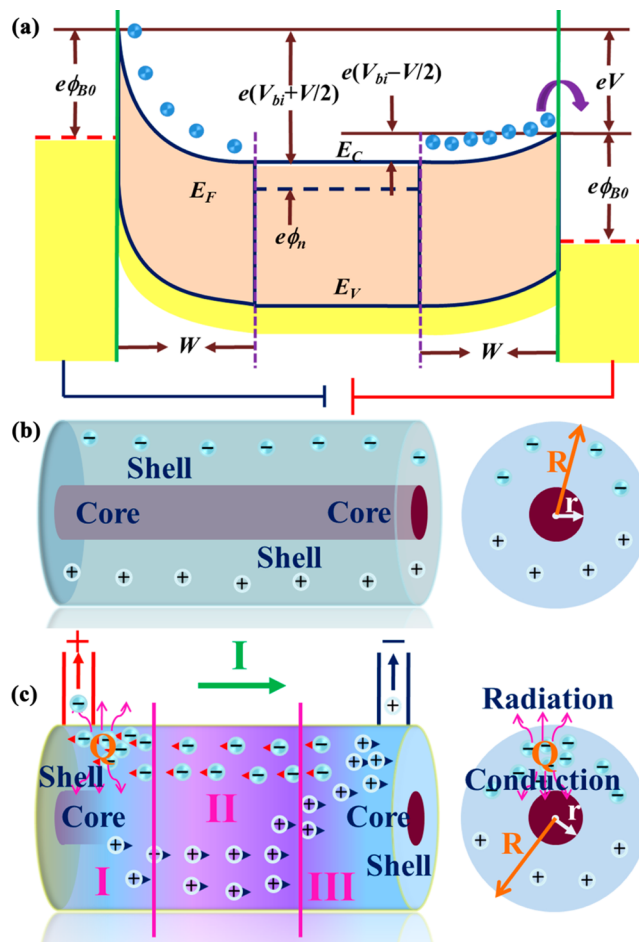 (a)
eϕB0
e(Vbi+V/2)
e(Vbi−V/2)
eV
EC
EF
eϕn
eϕB0
EV
W
W
(b)
Shell
Core
Core
Shell
R
r
− − − − − − −
+ + + + + + +
− − − −
+ + + +
(c)
+
I
−
Radiation
Q
Shell
Core
I
II
III
Core
Shell
Q
Conduction
r
R